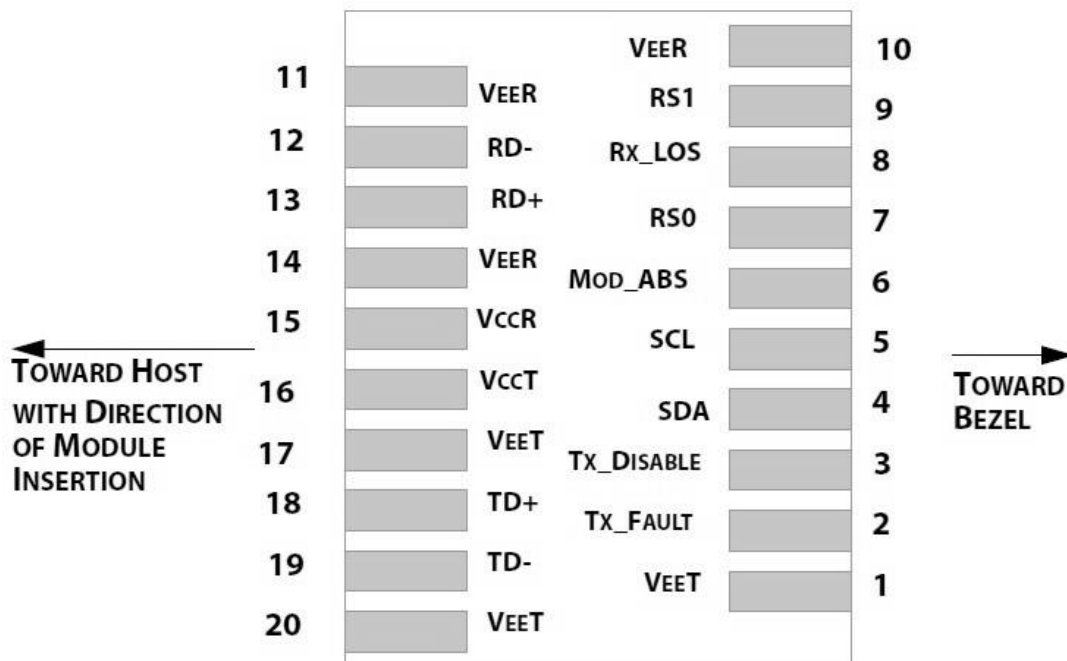 11 VEER
12 RD-
13 RD+
14 VEER
15 VCCR
16 VCCT
17 VEET
18 TD+
19 TD-
20 VEET
VEER 10
RS1 9
RX_LOS 8
RS0 7
MOD_ABS 6
SCL 5
SDA 4
TX_DISABLE 3
TX_FAULT 2
VEET 1
TOWARD HOST
WITH DIRECTION
OF MODULE
INSERTION
TOWARD
BEZEL